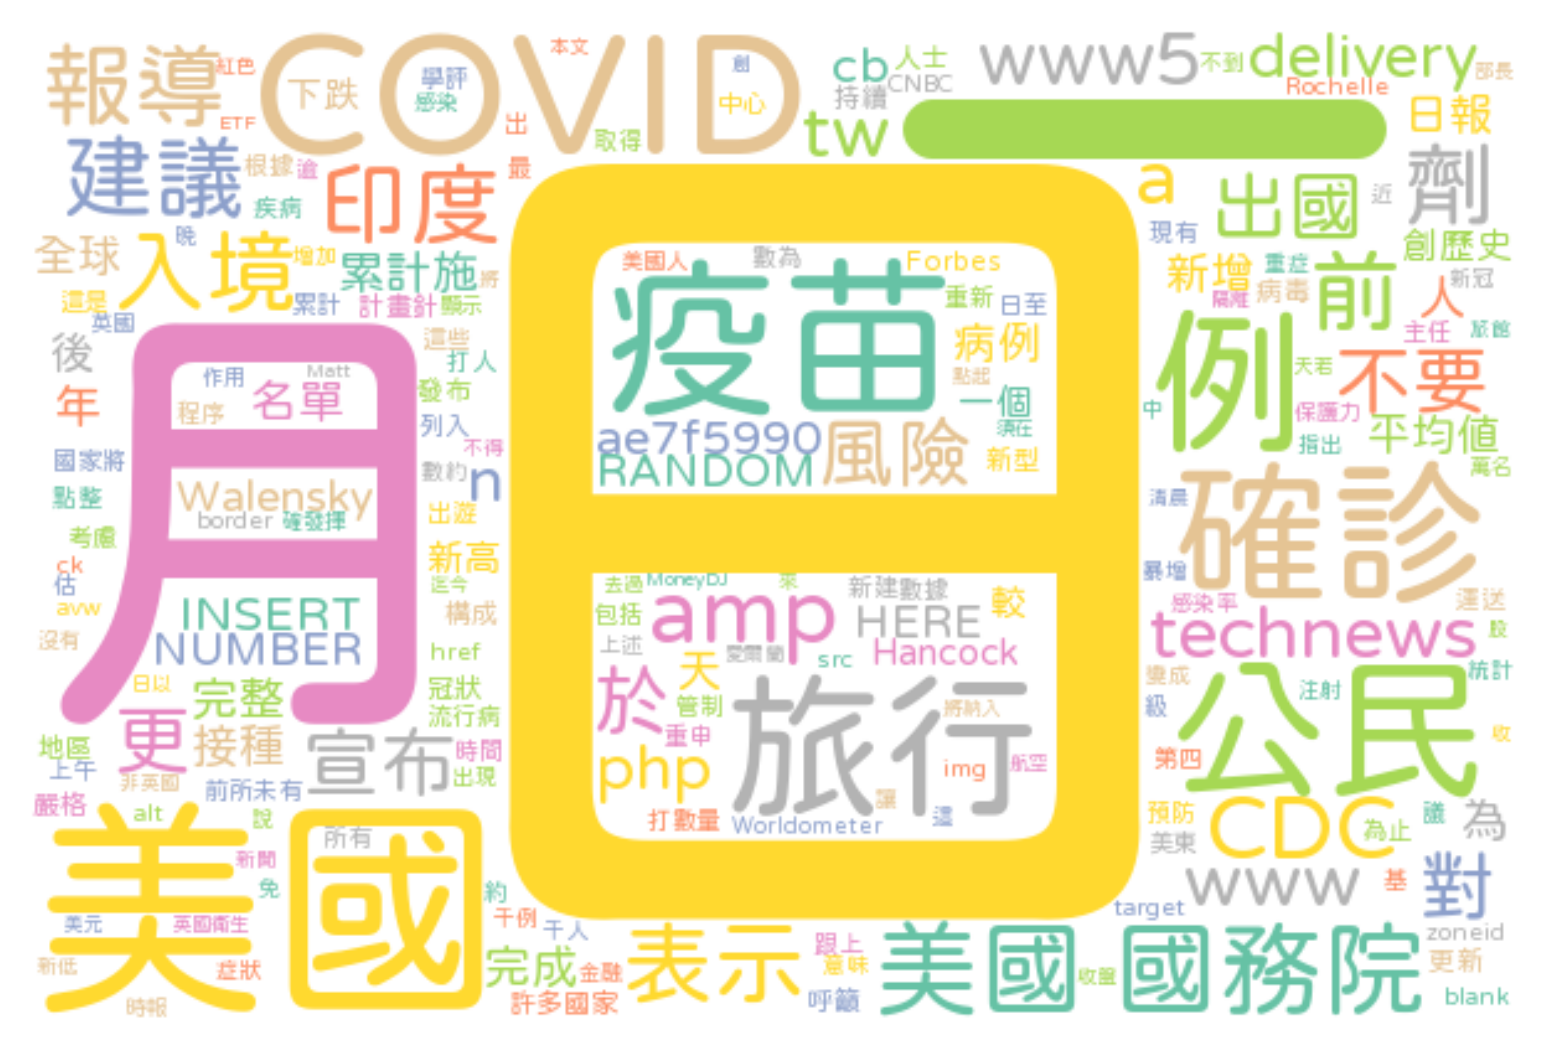 報導
紅色
ETF
COVID
下跌
學評
感染
本文
創
中心
出
取得
cb
人士
CNBC
持續
tw
www5
不到
delivery
部長
Rochelle
日報
建議
根據
逾
疾病
晚
印度
最
a
現有
出國
近
劑
創歷史
全球
入境
增加
這是
英國
累計
累計施
將
計畫針
顯示
新增
重症
隔離
病毒
前
新冠
人
主任
旅館
日
美國人
數為
Forbes
疫苗
重新
日至
病例
點起
一個
須在
ae7f5990
RANDOM
風險
新型
後
年
月
作用
Matt
名單
程序
這些
打人
發布
列入
不得
數約
n
例
天若
不要
中
保護力
指出
平均值
萬名
國家將
點整
考慮
ck
估
avw
沒有
Walensky
border
確發揮
出遊
新高
迄今
構成
INSERT
NUMBER
href
清晨
確診
暴增
感染率
運送
technews
股
去過
MoneyDJ
來
新建數據
包括
amp
HERE
較
上述
愛爾蘭
src
Hancock
於
天
管制
重申
旅行
將納入
php
img
航空
讓
打數量
Worldometer
這
日以
完整
冠狀
流行病
更
接種
宣布
時間
出現
地區
上午
非英國
前所未有
嚴格
alt
說
變成
級
公民
注射
統計
第四
收
預防
美東
CDC
為止
議
為
美國
所有
新聞
免
美元
英國衛生
新低
症狀
時報
約
千例
千人
www
基
對
target
zoneid
完成
金融
許多國家
表示
跟上
意味
呼籲
美國
收盤
國務院
更新
blank